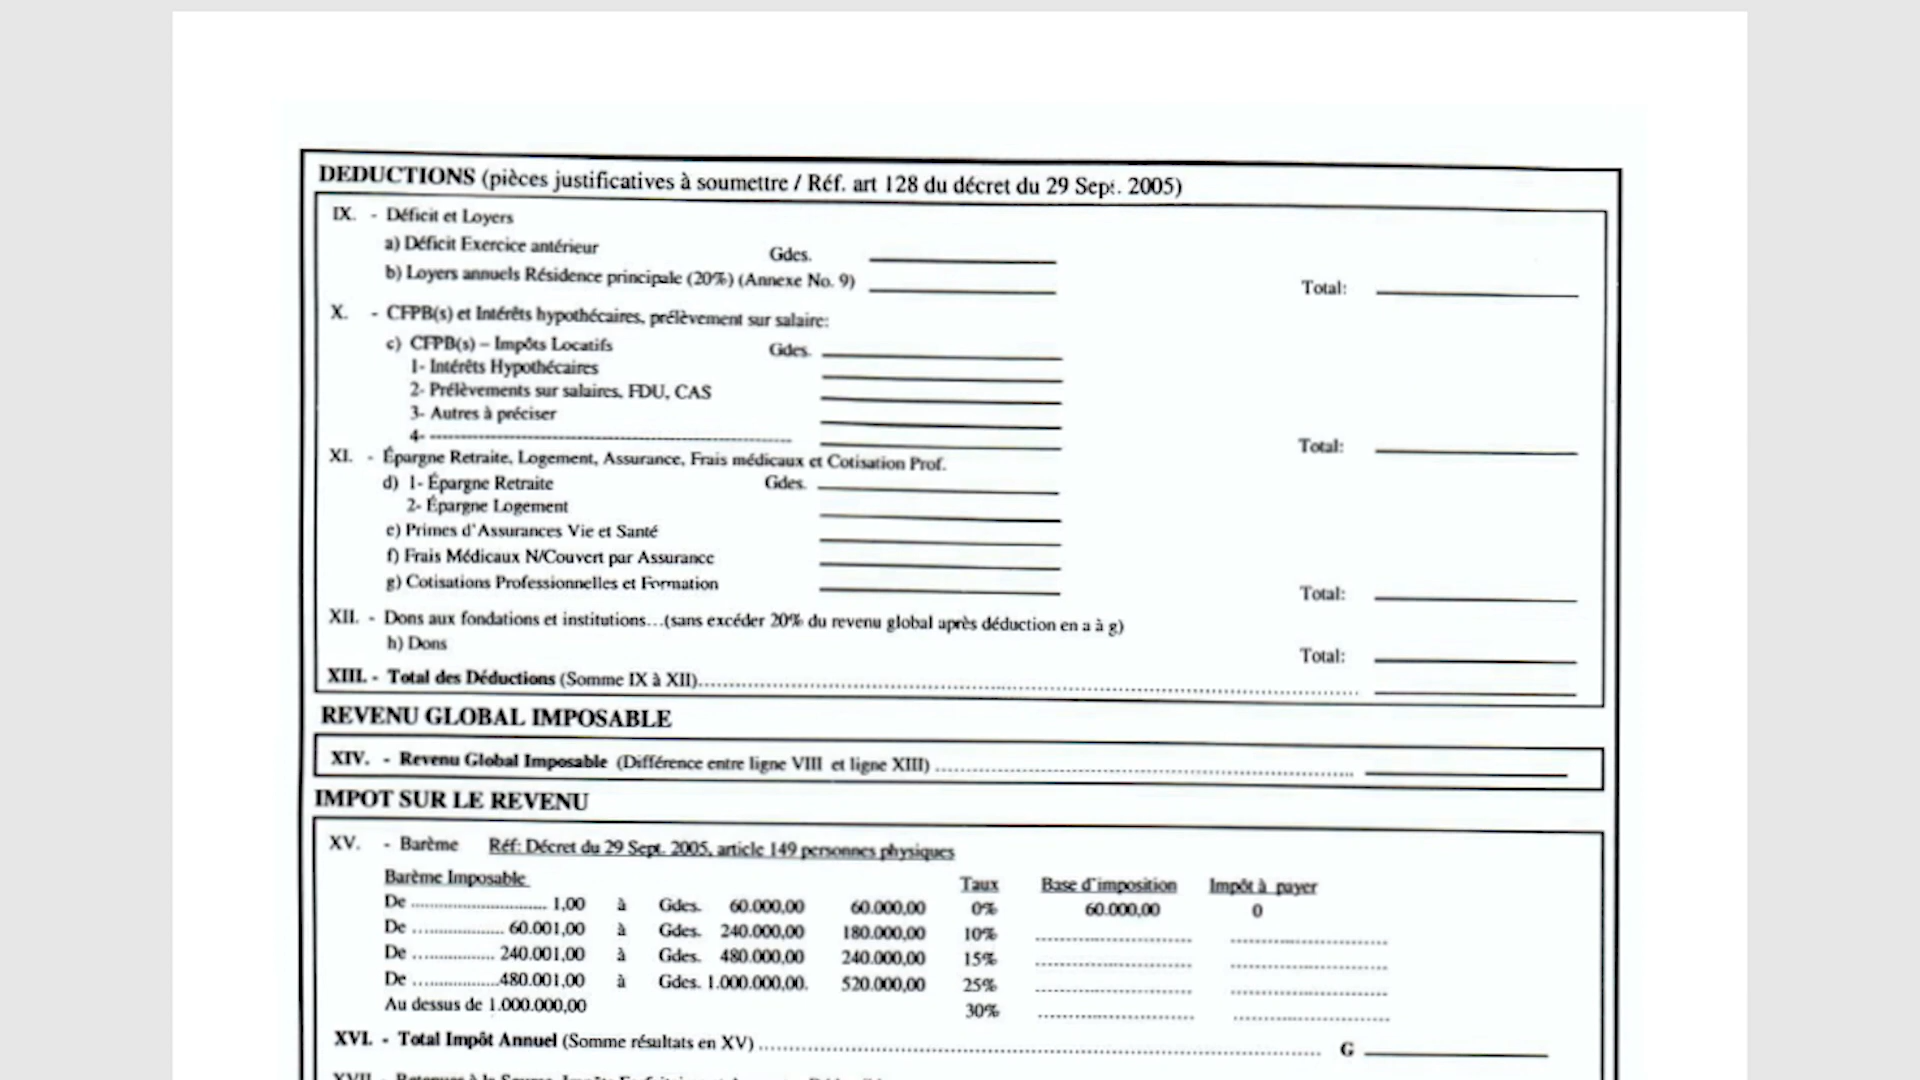 DEDUCTIONS (pièces justificatives à soumettre / Réf. art 128 du décret du 29 Sept. 2005)
IX. - Déficit et Loyers
a) Déficit Exercice antérieur Gdes.
b) Loyers annuels Résidence principale (20%) (Annexe No. 9) Total:
X. - CFPB(s) et Intérêts hypothécaires, prélèvement sur salaire:
c) CFPB(s) – Impôts Locatifs Gdes.
1- Intérêts Hypothécaires
2- Prélèvements sur salaires, FDU, CAS
3- Autres à préciser
4- Total:
XI. - Épargne Retraite, Logement, Assurance, Frais médicaux et Cotisation Prof.
d) 1- Épargne Retraite Gdes.
2- Épargne Logement
e) Primes d'Assurances Vie et Santé
f) Frais Médicaux N/Couvert par Assurance
g) Cotisations Professionnelles et Formation Total:
XII. - Dons aux fondations et institutions…(sans excéder 20% du revenu global après déduction en a à g)
h) Dons Total:
XIII. - Total des Déductions (Somme IX à XII)
REVENU GLOBAL IMPOSABLE
XIV. - Revenu Global Imposable (Différence entre ligne VIII et ligne XIII)
IMPOT SUR LE REVENU
XV. - Barème Réf: Décret du 29 Sept. 2005, article 149 personnes physiques
Barème Imposable Taux Base d'imposition Impôt à payer
De 1,00 à Gdes. 60.000,00 60.000,00 0% 60.000,00 0
De 60.001,00 à Gdes. 240.000,00 180.000,00 10%
De 240.001,00 à Gdes. 480.000,00 240.000,00 15%
De 480.001,00 à Gdes. 1.000.000,00. 520.000,00 25%
Au dessus de 1.000.000,00 30%
XVI. - Total Impôt Annuel (Somme résultats en XV) G